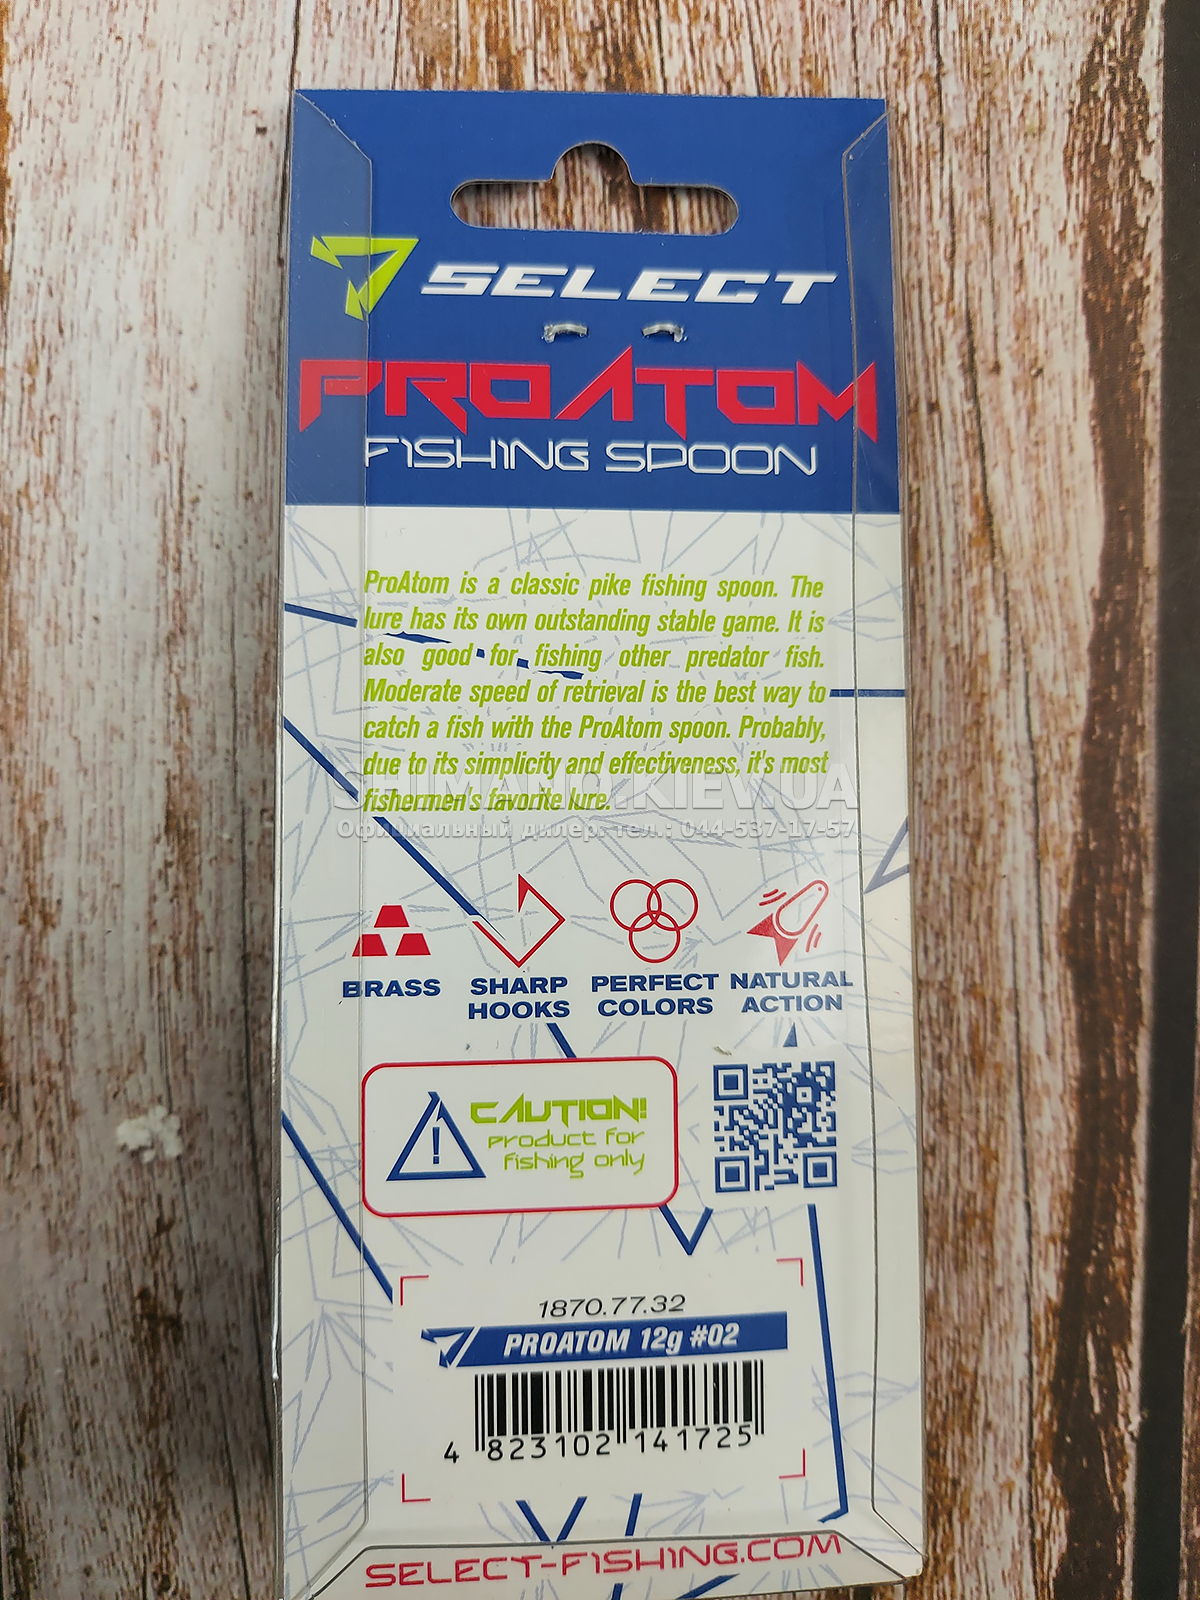 SELECT
PROATOM
FISHING SPOON
ProAtom is a classic pike fishing spoon. The
lure has its own outstanding stable game. It is
also good for fishing other predator fish.
Moderate speed of retrieval is the best way to
catch a fish with the ProAtom spoon. Probably,
due to its simplicity and effectiveness, it's most
fishermen's favorite lure.
SHIMANO.KIEV.UA
Официальный дилер. тел.: 044-537-17-57
BRASS
SHARP HOOKS
PERFECT COLORS
NATURAL ACTION
CAUTION!
product for
fishing only
1870.77.32
PROATOM 12g #02
4 823102 141725
SELECT-FISHING.COM